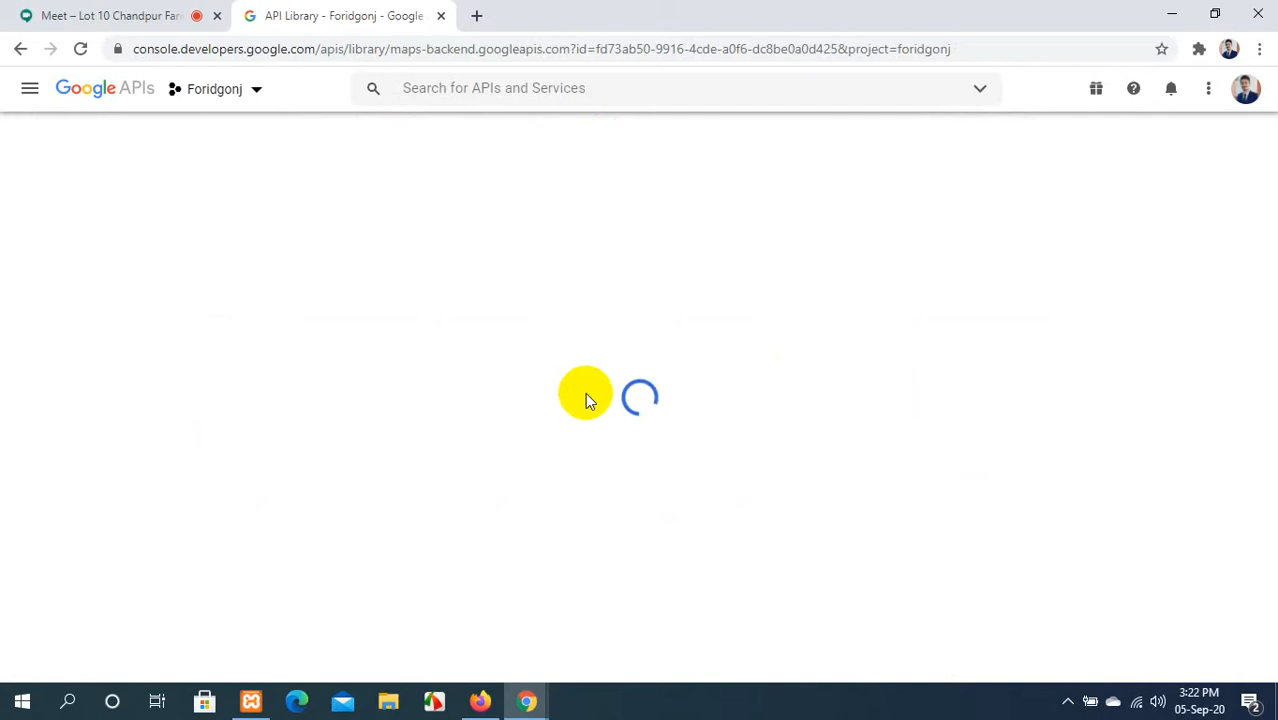 Meet – Lot 10 Chandpur Far
API Library - Foridgonj - Google
console.developers.google.com/apis/library/maps-backend.googleapis.com?id=fd73ab50-9916-4cde-a0f6-dc8be0a0d425&project=foridgonj
Google APIs
Foridgonj
Search for APIs and Services
3:22 PM
05-Sep-20
2